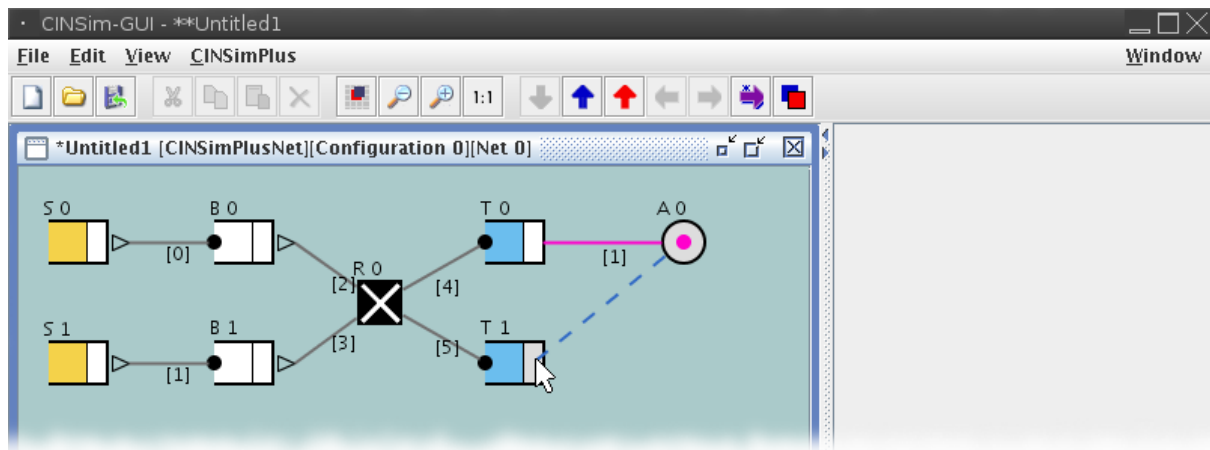 CINSim-GUI - **Untitled1
File Edit View CINSimPlus Window
1:1
*Untitled1 [CINSimPlusNet][Configuration 0][Net 0]
S 0 B 0 T 0 A 0
[0] [1]
R 0
[2] [4]
S 1 B 1 T 1
[3] [5]
[1]